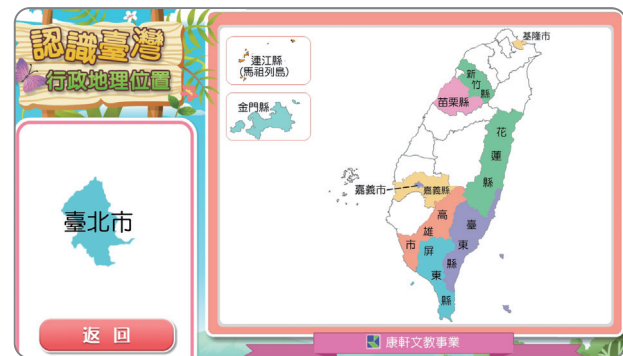 認識臺灣
行政地理位置
臺北市
返回
連江縣
(馬祖列島)
金門縣
基隆市
新竹縣
苗栗縣
花蓮縣
嘉義市
嘉義縣
高雄市
臺東縣
屏東縣
康軒文教事業